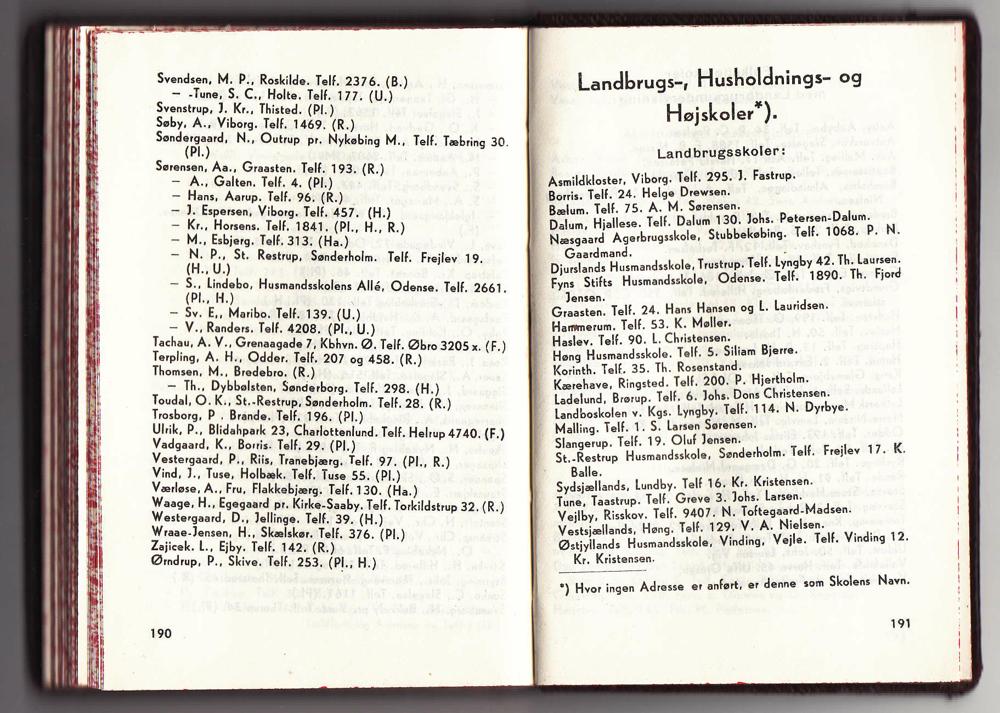 Svendsen, M. P., Roskilde. Telf. 2376. (B.)
— -Tune, S. C., Holte. Telf. 177. (U.)
Svenstrup, J. Kr., Thisted. (Pl.)
Søby, A., Viborg. Telf. 1469. (R.)
Søndergaard, N., Outrup pr. Nykøbing M., Telf. Tæbring 30.
(Pl.)
Sørensen, Aa., Graasten. Telf. 193. (R.)
— A., Galten. Telf. 4. (Pl.)
— Hans, Aarup. Telf. 96. (R.)
— J. Espersen, Viborg. Telf. 457. (H.)
— Kr., Horsens. Telf. 1841. (Pl., H., R.)
— M., Esbjerg. Telf. 313. (Ha.)
— N. P., St. Restrup, Sønderholm. Telf. Frejlev 19.
(H., U.)
— S., Lindebo, Husmandsskolens Allé, Odense. Telf. 2661.
(Pl., H.)
— Sv. E,, Maribo. Telf. 139. (U.)
— V., Randers. Telf. 4208. (Pl., U.)
Tachau, A. V., Grenaagade 7, Kbhvn. Ø. Telf. Øbro 3205 x. (F.)
Terpling, A. H., Odder. Telf. 207 og 458. (R.)
Thomsen, M., Bredebro. (R.)
— Th., Dybbølsten, Sønderborg. Telf. 298. (H.)
Toudal, O. K., St.-Restrup, Sønderholm. Telf. 28. (R.)
Trosborg, P . Brande. Telf. 196. (Pl.)
Ulrik, P., Blidahpark 23, Charlottenlund. Telf. Helrup 4740. (F.)
Vadgaard, K., Borris. Telf. 29. (Pl.)
Vestergaard, P., Riis, Tranebjærg. Telf. 97. (Pl., R.)
Vind, J., Tuse, Holbæk. Telf. Tuse 55. (Pl.)
Værløse, A., Fru, Flakkebjærg. Telf. 130. (Ha.)
Waage, H., Egegaard pr. Kirke-Saaby. Telf. Torkildstrup 32. (R.)
Westergaard, D., Jellinge. Telf. 39. (H.)
Wraae-Jensen, H., Skælskør. Telf. 376. (Pl.)
Zajicek. L., Ejby. Telf. 142. (R.)
Ørndrup, P., Skive. Telf. 253. (Pl., H.)
190
Landbrugs-, Husholdnings- og
Højskoler*).
Landbrugsskoler:
Asmildkloster, Viborg. Telf. 295. J. Fastrup.
Borris. Telf. 24. Helge Drewsen.
Bælum. Telf. 75. A. M. Sørensen.
Dalum, Hjallese. Telf. Dalum 130. Johs. Petersen-Dalum.
Næsgaard Agerbrugsskole, Stubbekøbing. Telf. 1068. P. N.
Gaardmand.
Djurslands Husmandsskole, Trustrup. Telf. Lyngby 42. Th. Laursen.
Fyns Stifts Husmandsskole, Odense. Telf. 1890. Th. Fjord
Jensen.
Graasten. Telf. 24. Hans Hansen og L. Lauridsen.
Hammerum. Telf. 53. K. Møller.
Haslev. Telf. 90. L. Christensen.
Høng Husmandsskole. Telf. 5. Siliam Bjerre.
Korinth. Telf. 35. Th. Rosenstand.
Kærehave, Ringsted. Telf. 200. P. Hjertholm.
Ladelund, Brørup. Telf. 6. Johs. Dons Christensen.
Landboskolen v. Kgs. Lyngby. Telf. 114. N. Dyrbye.
Malling. Telf. 1. S. Larsen Sørensen.
Slangerup. Telf. 19. Oluf Jensen.
St.-Restrup Husmandsskole, Sønderholm. Telf. Frejlev 17. K.
Balle.
Sydsjællands, Lundby. Telf 16. Kr. Kristensen.
Tune, Taastrup. Telf. Greve 3. Johs. Larsen.
Vejlby, Risskov. Telf. 9407. N. Toftegaard-Madsen.
Vestsjællands, Høng. Telf. 129. V. A. Nielsen.
Østjyllands Husmandsskole, Vinding, Vejle. Telf. Vinding 12.
Kr. Kristensen.
*) Hvor ingen Adresse er anført, er denne som Skolens Navn.
191